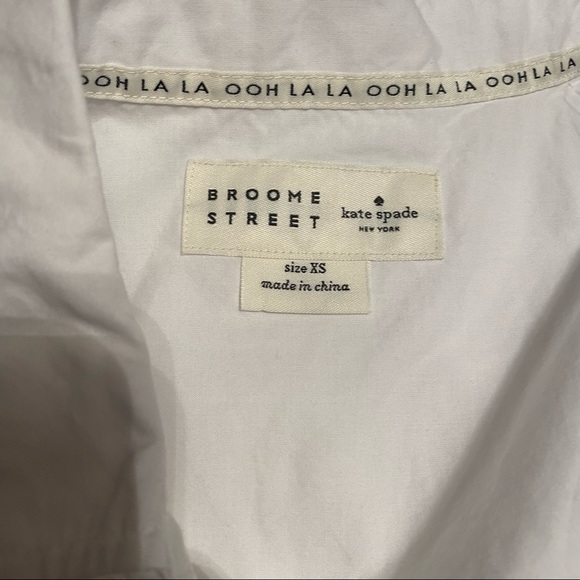 OOH LA LA OOH LA LA OOH LA LA OOH LA LA
BROOME
STREET
kate spade
NEW YORK
size XS
made in china